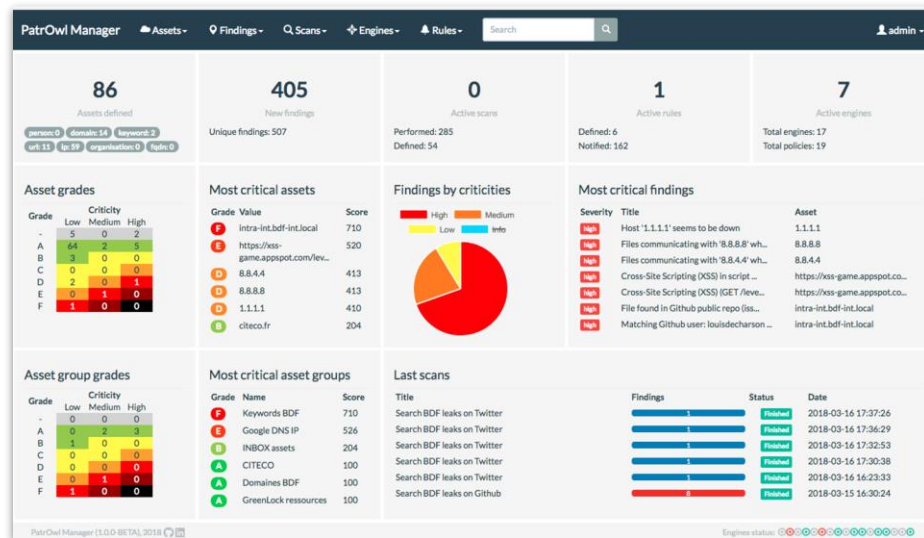 PatrOwl Manager Assets Findings Scans Engines Rules Search admin
86
Assets defined
person: 0 domain: 14 keyword: 2
url: 11 ip: 59 organisation: 0 fqdn: 0
405
New findings
Unique findings: 507
0
Active scans
Performed: 285
Defined: 54
1
Active rules
Defined: 6
Notified: 162
7
Active engines
Total engines: 17
Total policies: 19
Asset grades
Criticity
Grade
Low Medium High
- 5 0 2
A 64 2 5
B 3 0 0
C 0 0 0
D 2 0 1
E 0 1 0
F 1 0 0
Most critical assets
Grade Value Score
F intra-int.bdf-int.local 710
E https://xss- 520
game.appspot.com/lev...
D 8.8.4.4 413
D 8.8.8.8 413
D 1.1.1.1 410
B citeco.fr 204
Findings by criticities
High Medium
Low Info
Most critical findings
Severity Title Asset
high Host '1.1.1.1' seems to be down 1.1.1.1
high Files communicating with '8.8.8.8' wh... 8.8.8.8
high Files communicating with '8.8.4.4' wh... 8.8.4.4
high Cross-Site Scripting (XSS) in script ... https://xss-game.appspot.co...
high Cross-Site Scripting (XSS) (GET /leve... https://xss-game.appspot.co...
high File found in Github public repo (iss... intra-int.bdf-int.local
high Matching Github user: louisdecharson ... intra-int.bdf-int.local
Asset group grades
Criticity
Grade
Low Medium High
- 0 0 0
A 0 2 3
B 1 0 0
C 0 0 0
D 0 0 0
E 0 1 0
F 1 0 0
Most critical asset groups
Grade Name Score
F Keywords BDF 710
E Google DNS IP 526
B INBOX assets 204
A CITECO 100
A Domaines BDF 100
A GreenLock ressources 100
Last scans
Title Findings Status Date
Search BDF leaks on Twitter 1 Finished 2018-03-16 17:37:26
Search BDF leaks on Twitter 1 Finished 2018-03-16 17:36:29
Search BDF leaks on Twitter 1 Finished 2018-03-16 17:32:53
Search BDF leaks on Twitter 1 Finished 2018-03-16 17:30:38
Search BDF leaks on Twitter 1 Finished 2018-03-16 16:23:33
Search BDF leaks on Github Finished 2018-03-15 16:30:24
PatrOwl Manager (1.0.0-BETA), 2018
Engines status: